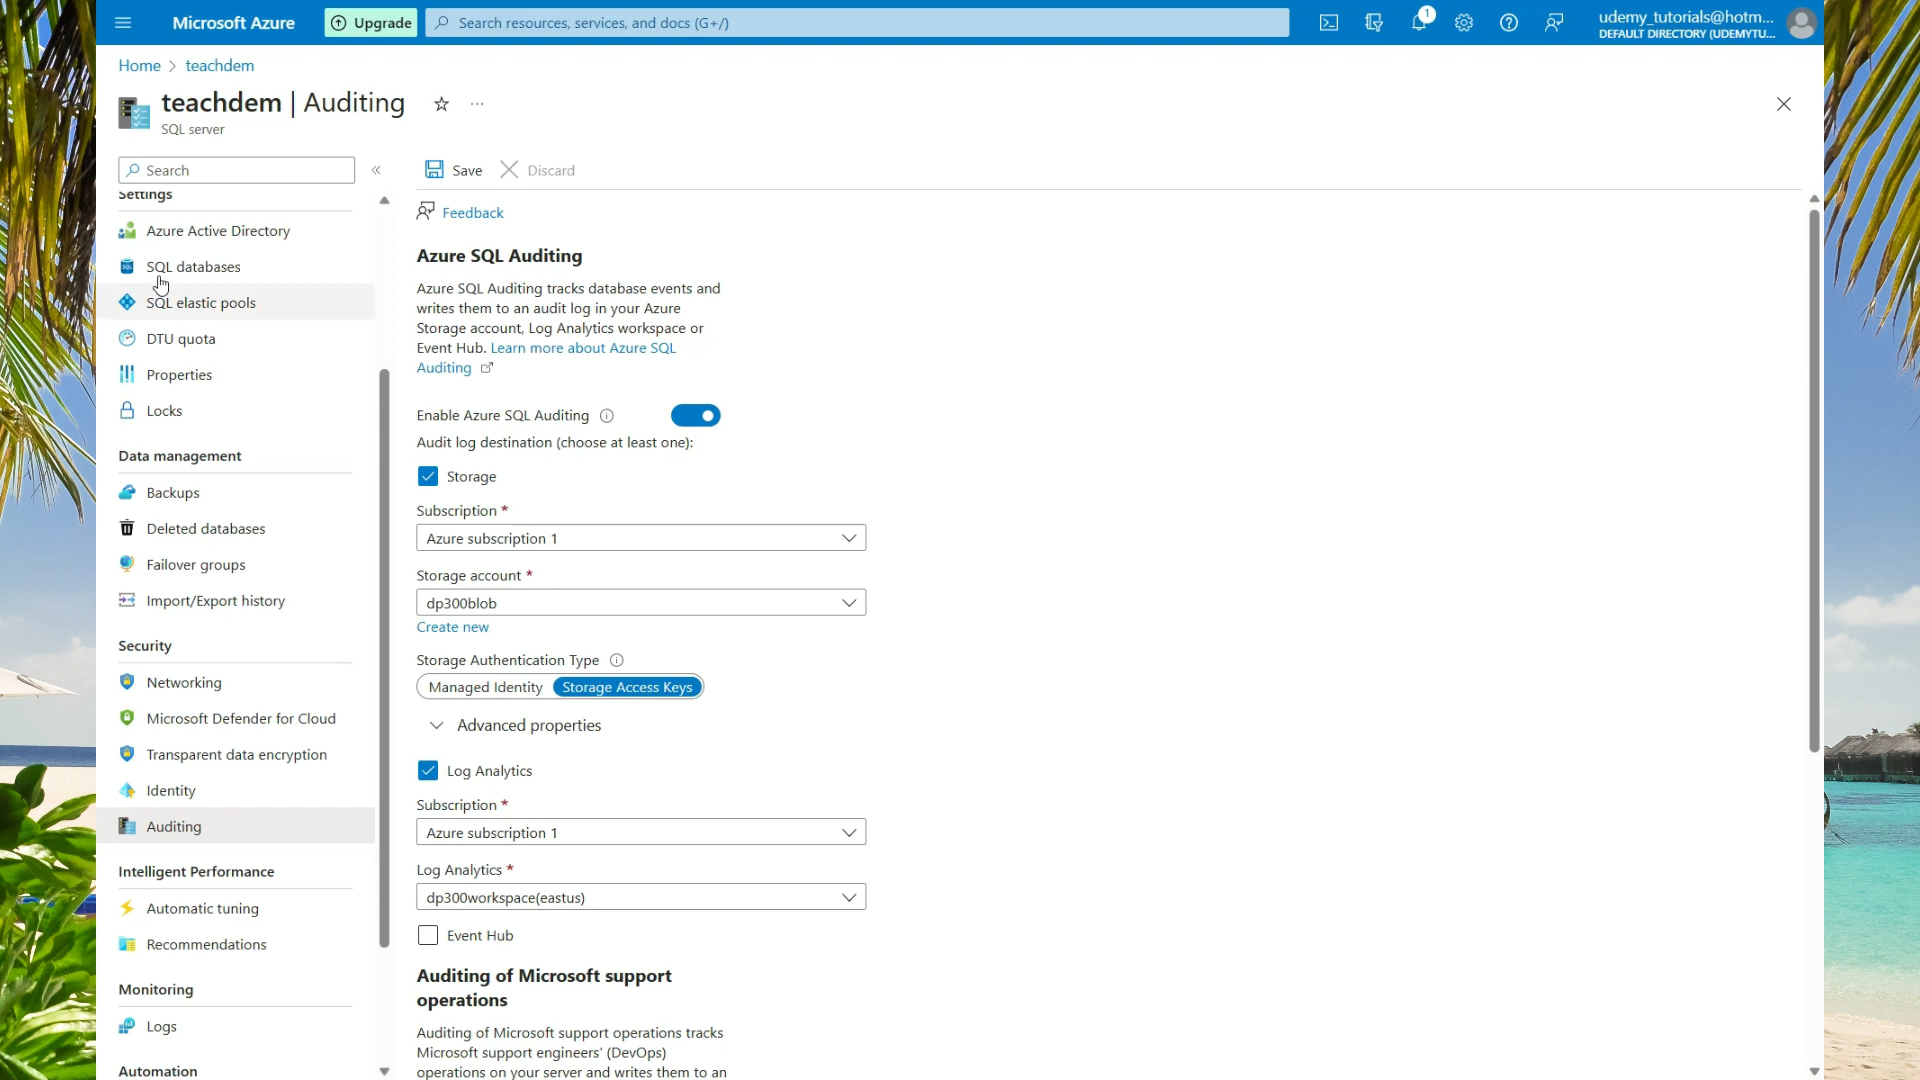 Microsoft Azure
Upgrade
Search resources, services, and docs (G+/)
1
udemy_tutorials@hotm...
DEFAULT DIRECTORY (UDEMYTU...
Home > teachdem
teachdem | Auditing
SQL server
Search
Save
Discard
Settings
Azure Active Directory
SQL databases
SQL elastic pools
DTU quota
Properties
Locks
Data management
Backups
Deleted databases
Failover groups
Import/Export history
Security
Networking
Microsoft Defender for Cloud
Transparent data encryption
Identity
Auditing
Intelligent Performance
Automatic tuning
Recommendations
Monitoring
Logs
Automation
Feedback
Azure SQL Auditing
Azure SQL Auditing tracks database events and
writes them to an audit log in your Azure
Storage account, Log Analytics workspace or
Event Hub. Learn more about Azure SQL
Auditing
Enable Azure SQL Auditing
Audit log destination (choose at least one):
Storage
Subscription *
Azure subscription 1
Storage account *
dp300blob
Create new
Storage Authentication Type
Managed Identity Storage Access Keys
Advanced properties
Log Analytics
Subscription *
Azure subscription 1
Log Analytics *
dp300workspace(eastus)
Event Hub
Auditing of Microsoft support
operations
Auditing of Microsoft support operations tracks
Microsoft support engineers' (DevOps)
operations on your server and writes them to an